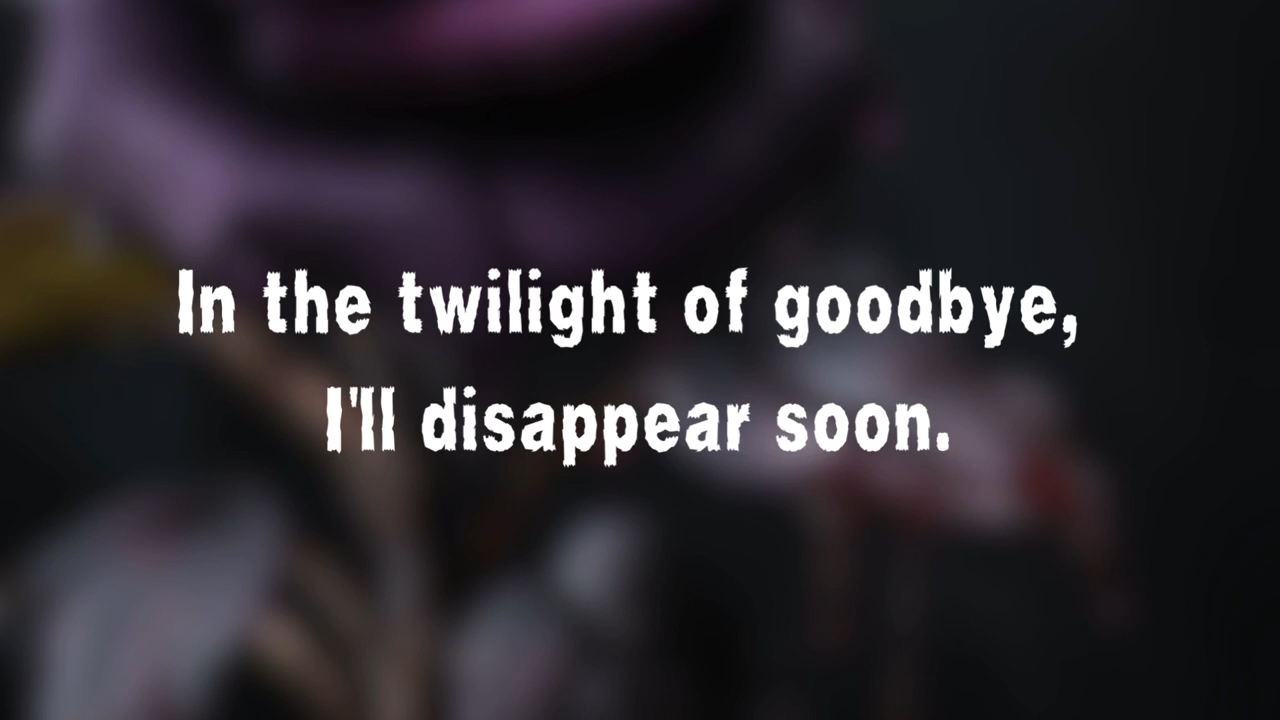 In the twilight of goodbye,
I'll disappear soon.